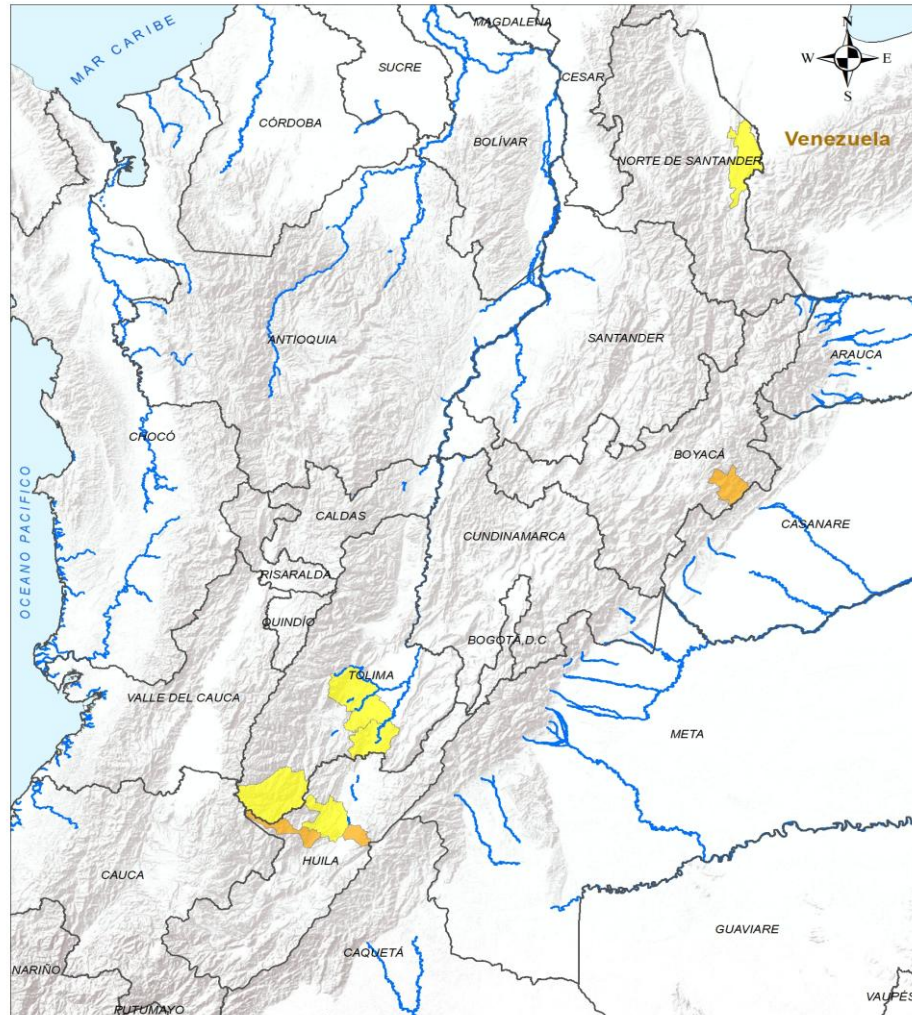 MAGDALENA
N
MAR CARIBE
SUCRE
W
E
CESAR
S
CÓRDOBA
BOLÍVAR
Venezuela
NORTE DE SANTANDER
ANTIOQUIA
SANTANDER
ARAUCA
CHOCÓ
BOYACÁ
CALDAS
CUNDINAMARCA
CASANARE
OCEANO PACIFICO
RISARALDA
QUINDÍO
BOGOTÁ,D.C
TOLIMA
VALLE DEL CAUCA
META
HUILA
CAUCA
GUAVIARE
CAQUETÁ
NARIÑO
VAUPÉS
PUTUMAYO